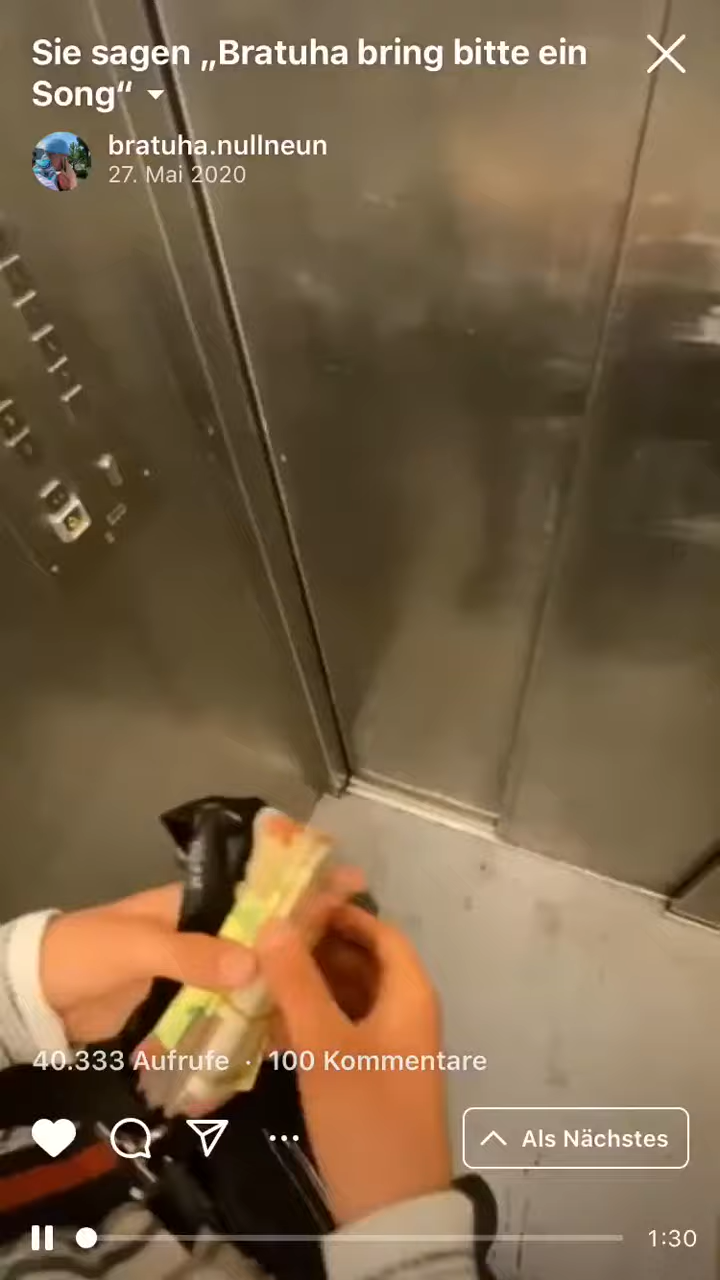 Sie sagen „Bratuha bring bitte ein
Song“
bratuha.nullneun
27. Mai 2020
40.333 Aufrufe · 100 Kommentare
Als Nächstes
1:30